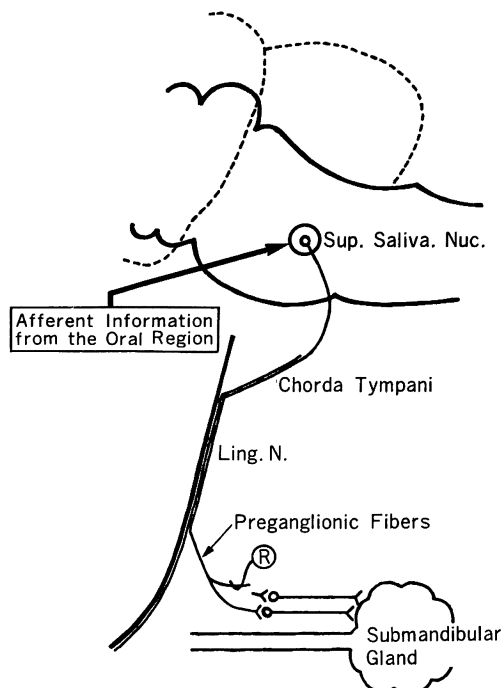 Sup. Saliva. Nuc.
Afferent Information
from the Oral Region
Chorda Tympani
Ling. N.
Preganglionic Fibers
R
Submandibular
Gland